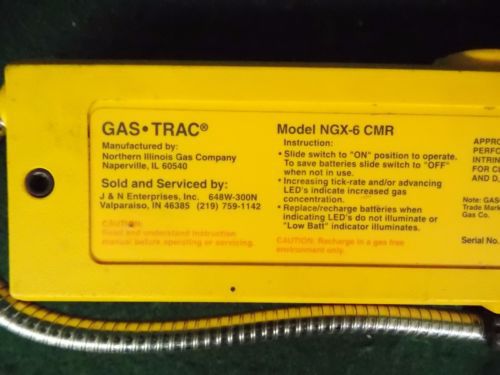 GAS•TRAC®
Manufactured by:
Northern Illinois Gas Company
Naperville, IL 60540
Sold and Serviced by:
J & N Enterprises, Inc. 648W-300N
Valparaiso, IN 46385 (219) 759-1142
CAUTION:
Read and understand instruction
manual before operating or servicing.
Model NGX-6 CMR
Instruction:
• Slide switch to "ON" position to operate.
To save batteries slide switch to "OFF"
when not in use.
• Increasing tick-rate and/or advancing
LED's indicate increased gas
concentration.
• Replace/recharge batteries when
indicating LED's do not illuminate or
"Low Batt" indicator illuminates.
CAUTION: Recharge in a gas free
environment only.
APPRO
PERFO
INTRIN
FOR CL
AND D,
Note: GAS•
Trade Mark
Gas Co.
Serial No.